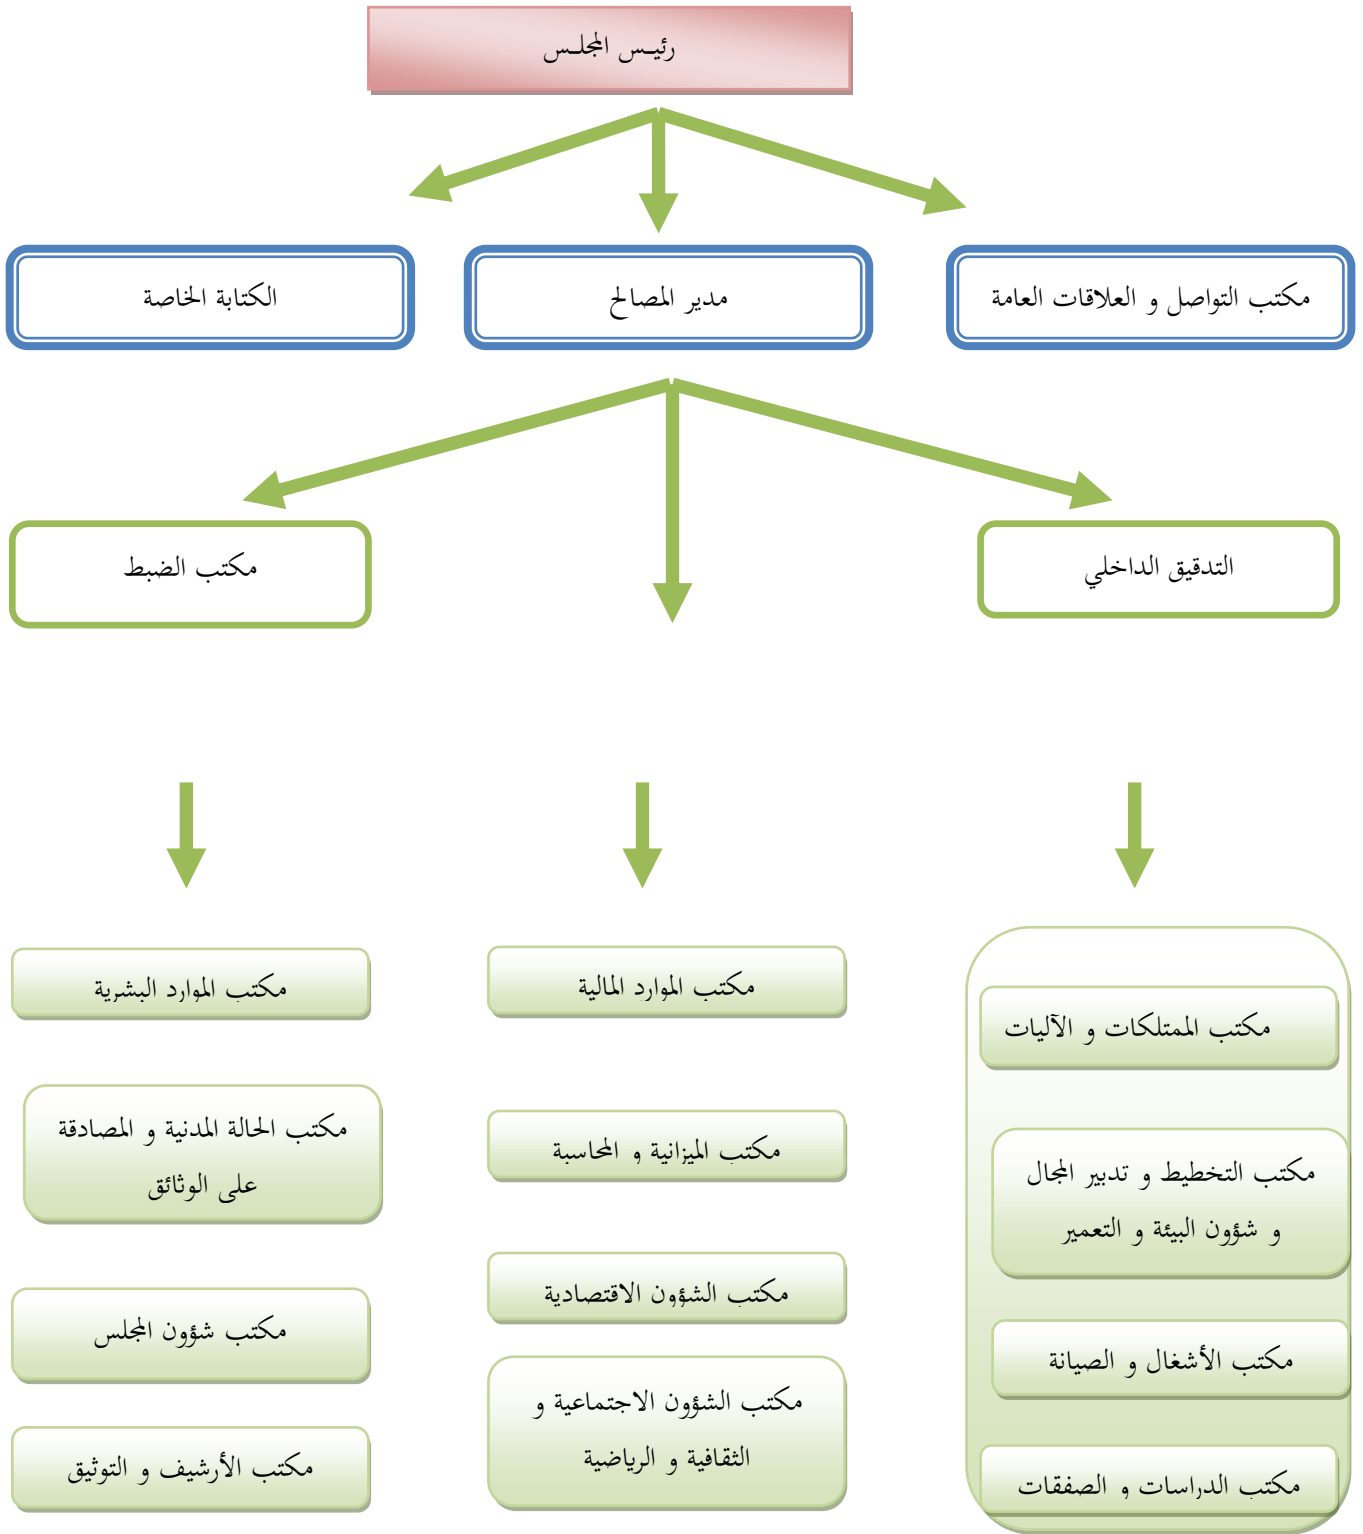 رئيس المجلس
مكتب التواصل و العلاقات العامة
مدير المصالح
الكتابة الخاصة
التدقيق الداخلي
مكتب الضبط
مكتب الممتلكات و الآليات
مكتب التخطيط و تدبير المجال
و شؤون البيئة و التعمير
مكتب الأشغال و الصيانة
مكتب الدراسات و الصفقات
مكتب الموارد المالية
مكتب الميزانية و المحاسبة
مكتب الشؤون الاقتصادية
مكتب الشؤون الاجتماعية و
الثقافية و الرياضية
مكتب الموارد البشرية
مكتب الحالة المدنية و المصادقة
على الوثائق
مكتب شؤون المجلس
مكتب الأرشيف و التوثيق